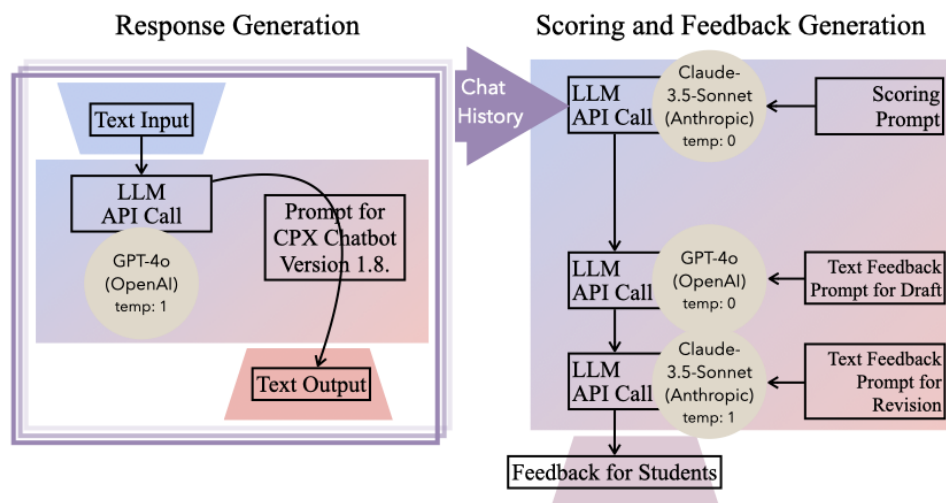 Response Generation
Text Input
LLM
API Call
GPT-4o
(OpenAI)
temp: 1
Prompt for
CPX Chatbot
Version 1.8.
Text Output
Chat
History
Scoring and Feedback Generation
LLM
API Call
Claude-
3.5-Sonnet
(Anthropic)
temp: 0
Scoring
Prompt
LLM
API Call
GPT-4o
(OpenAI)
temp: 0
Text Feedback
Prompt for Draft
LLM
API Call
Claude-
3.5-Sonnet
(Anthropic)
temp: 1
Text Feedback
Prompt for
Revision
Feedback for Students